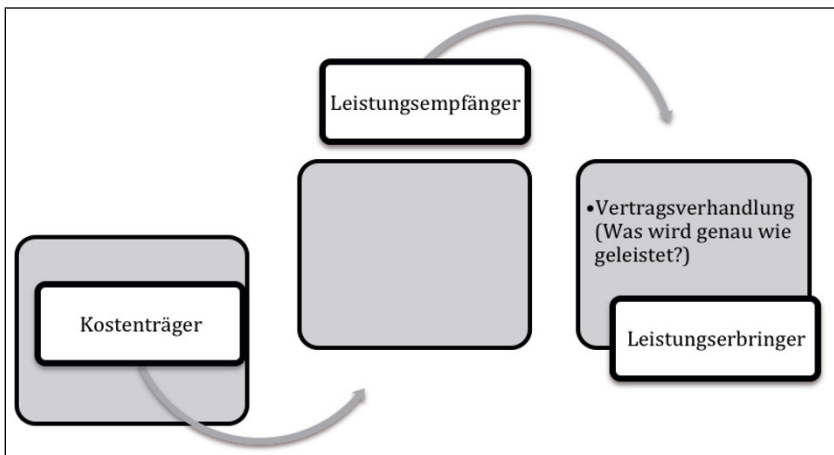 Leistungsempfänger
•Vertragsverhandlung
(Was wird genau wie
geleistet?)
Kostenträger
Leistungserbringer